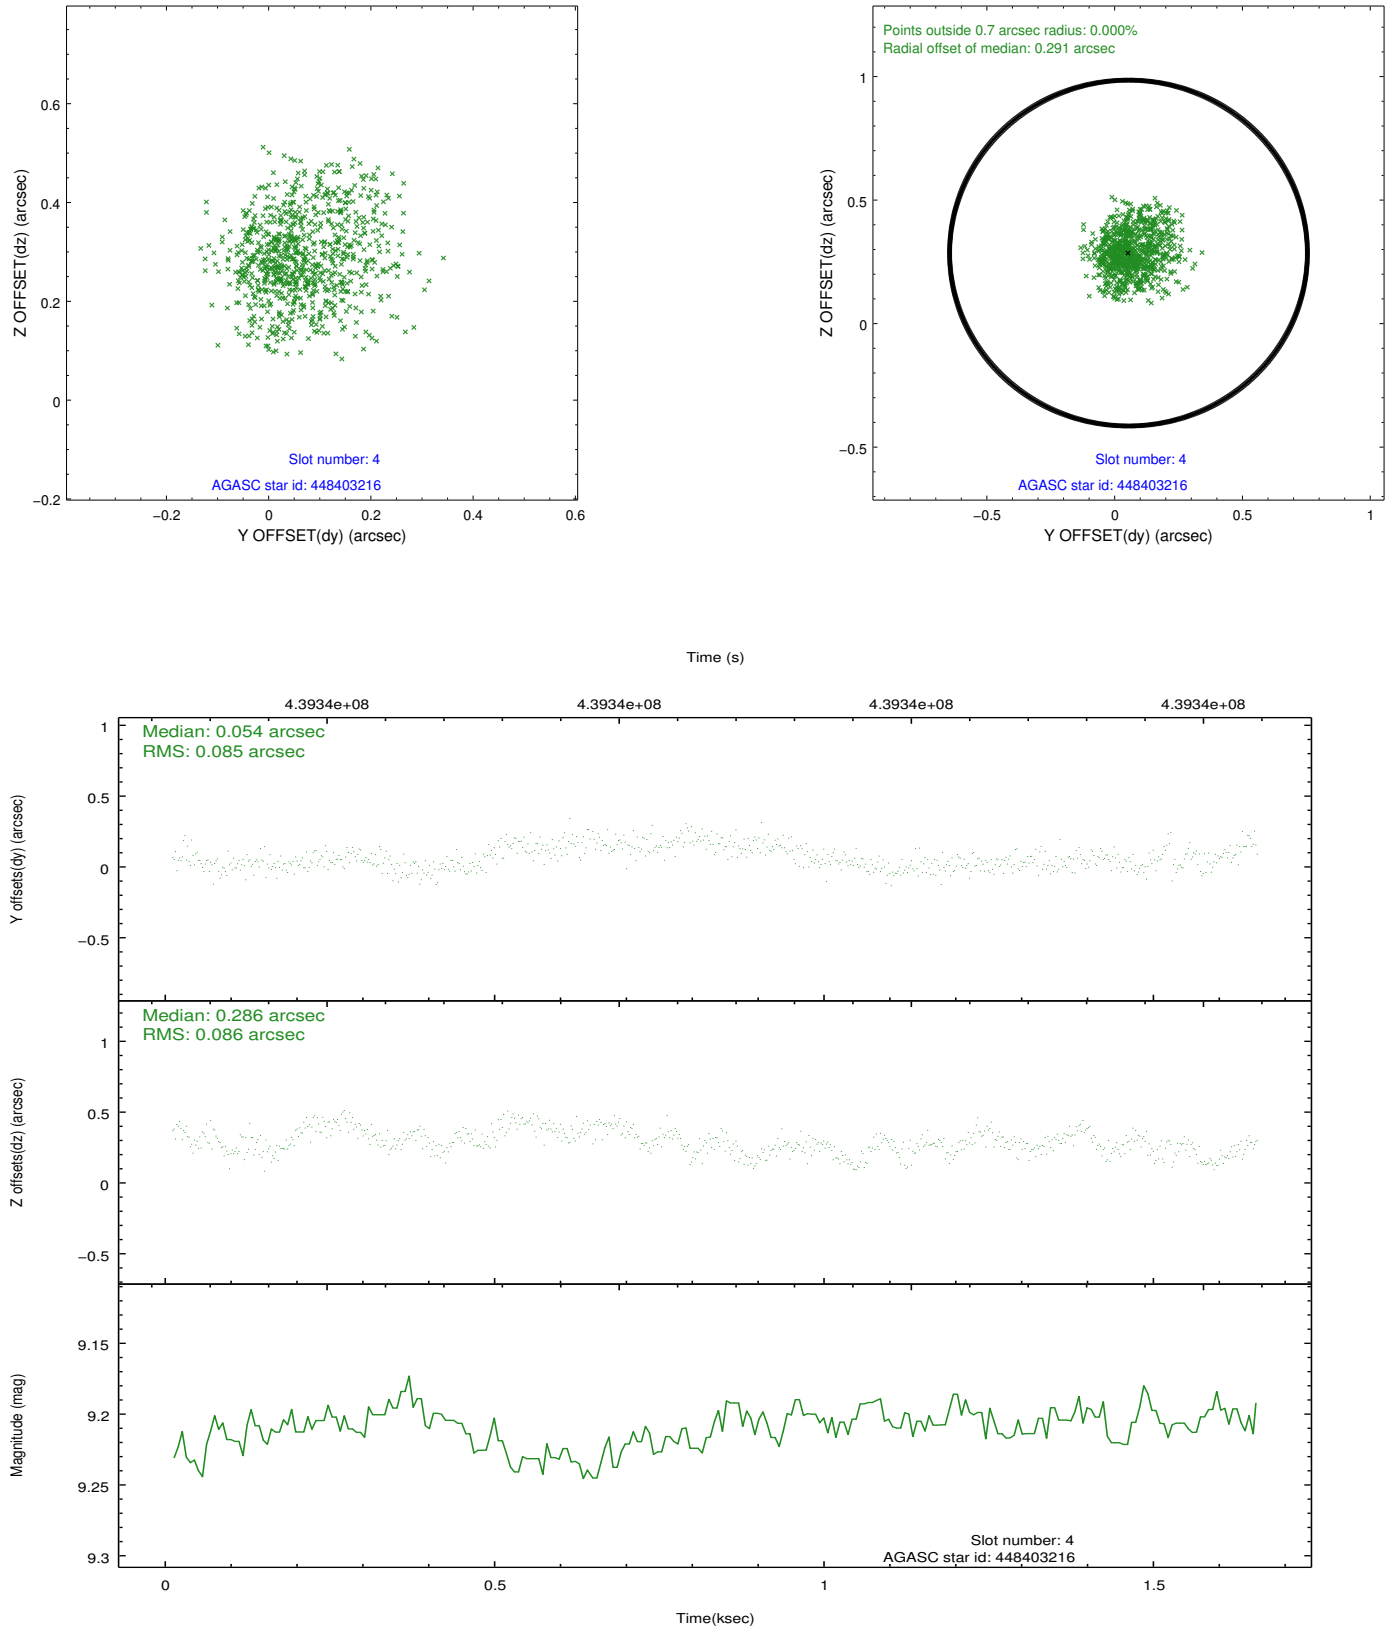 0.6
0.4
0.2
0
−0.2
Z OFFSET(dz) (arcsec)
Slot number: 4
AGASC star id: 448403216
−0.2 0 0.2 0.4 0.6
Y OFFSET(dy) (arcsec)
Points outside 0.7 arcsec radius: 0.000%
Radial offset of median: 0.291 arcsec
1
0.5
0
−0.5
Z OFFSET(dz) (arcsec)
Slot number: 4
AGASC star id: 448403216
−0.5 0 0.5 1
Y OFFSET(dy) (arcsec)
Time (s)
4.3934e+08 4.3934e+08 4.3934e+08 4.3934e+08
Median: 0.054 arcsec
RMS: 0.085 arcsec
1
0.5
0
−0.5
Y offsets(dy) (arcsec)
Median: 0.286 arcsec
RMS: 0.086 arcsec
1
0.5
0
−0.5
Z offsets(dz) (arcsec)
9.15
9.2
9.25
9.3
Magnitude (mag)
Slot number: 4
AGASC star id: 448403216
0 0.5 1 1.5
Time(ksec)